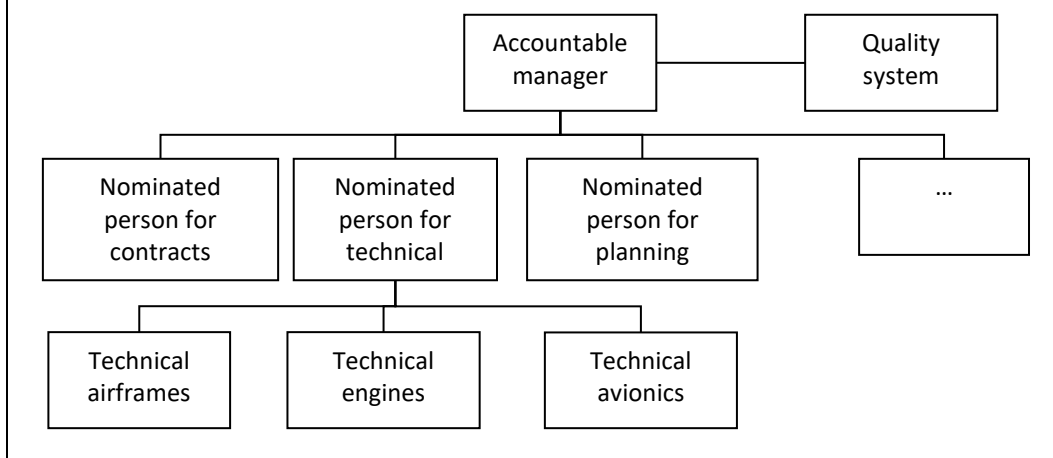 Accountable
manager
Quality
system
Nominated
person for
contracts
Nominated
person for
technical
Nominated
person for
planning
...
Technical
airframes
Technical
engines
Technical
avionics